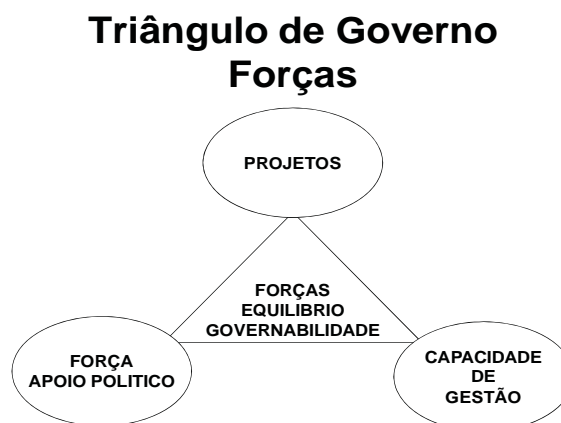 Triângulo de Governo
Forças
PROJETOS
FORÇAS
EQUILIBRIO
GOVERNABILIDADE
FORÇA
APOIO POLITICO
CAPACIDADE
DE
GESTÃO